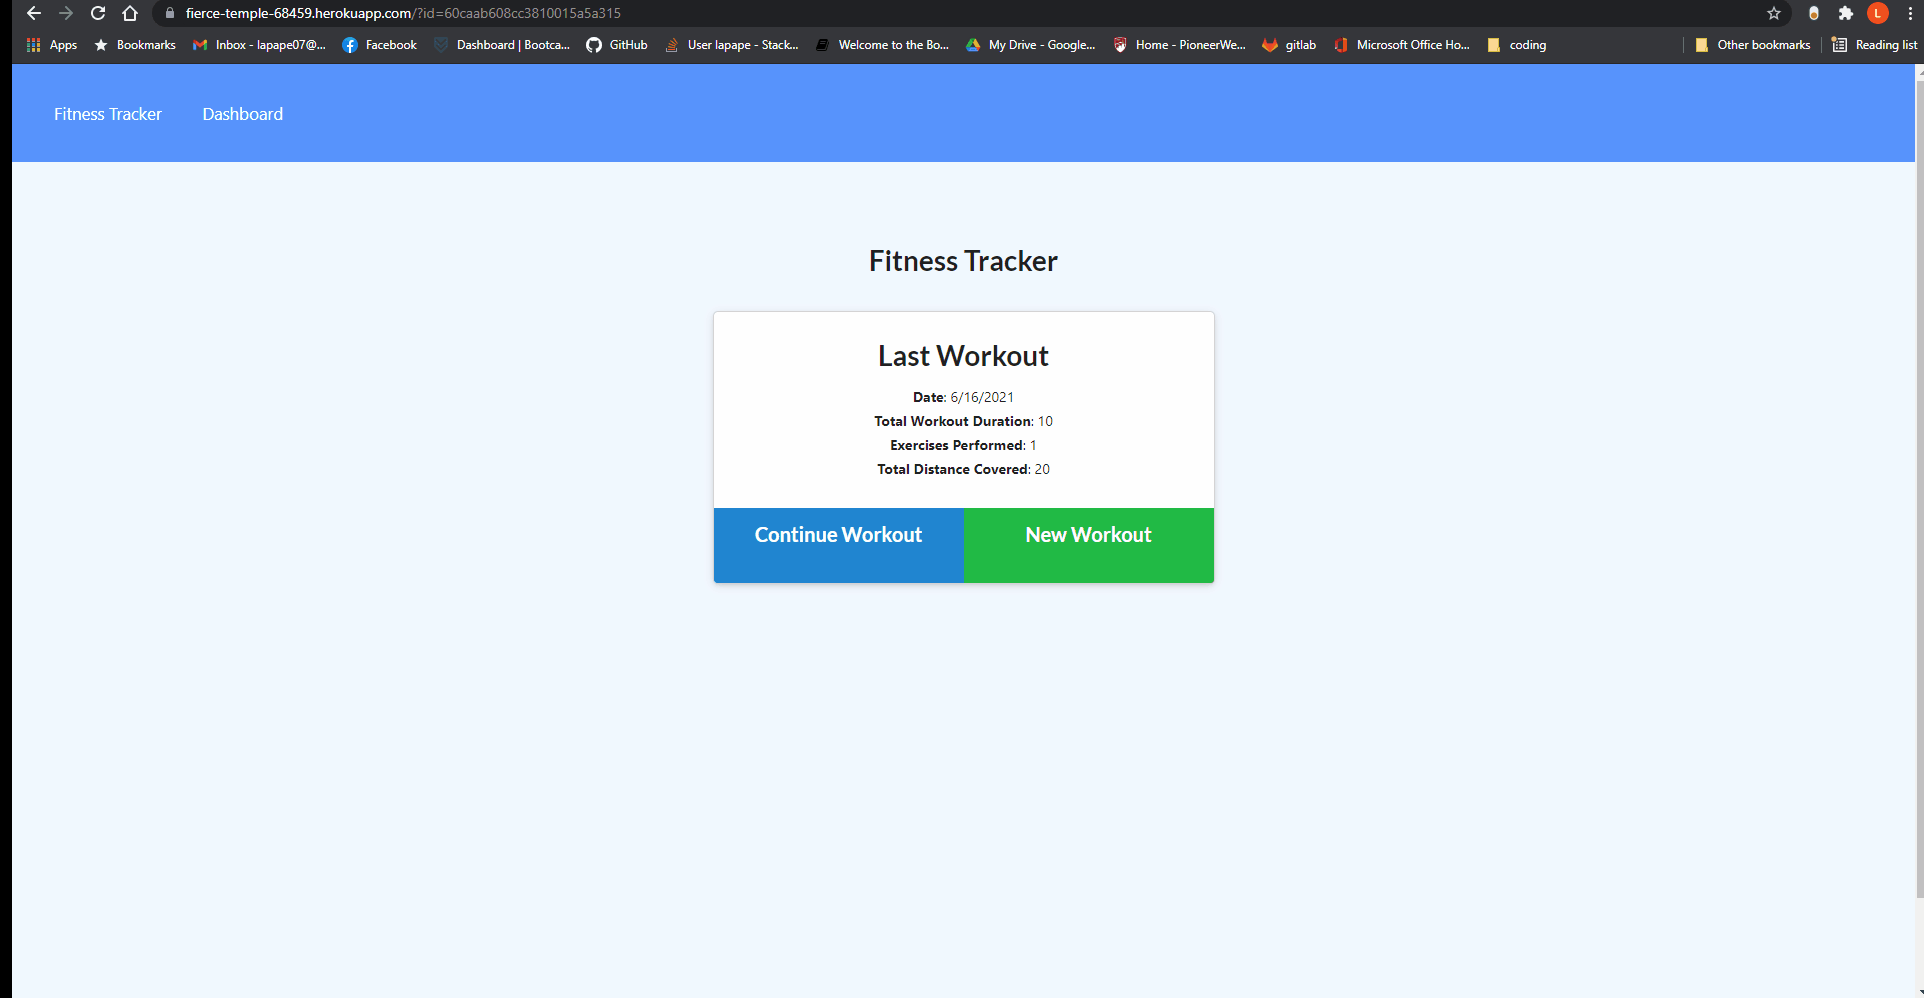 fierce-temple-68459.herokuapp.com/?id=60caab608cc3810015a5a315
L
Apps Bookmarks Inbox - lapape07@... Facebook Dashboard | Bootca... GitHub User lapape - Stack... Welcome to the Bo... My Drive - Google... Home - PioneerWe... gitlab Microsoft Office Ho... coding Other bookmarks Reading list
Fitness Tracker Dashboard
Fitness Tracker
Last Workout
Date: 6/16/2021
Total Workout Duration: 10
Exercises Performed: 1
Total Distance Covered: 20
Continue Workout New Workout